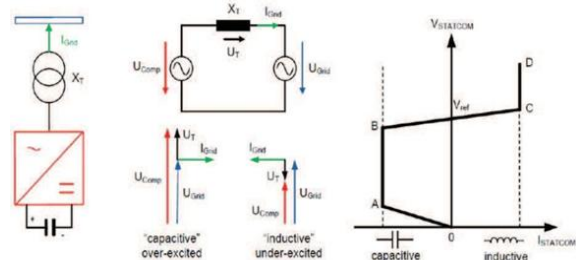 I_Grid
X_T
~
=
+
-
X_T
I_Grid
U_T
U_Comp
U_Grid
U_T
I_Grid
U_Comp
U_Grid
"capacitive"
over-excited
I_Grid
U_T
U_Comp
U_Grid
"inductive"
under-excited
V_STATCOM
D
V_ref
C
B
A
0
I_STATCOM
capacitive
inductive